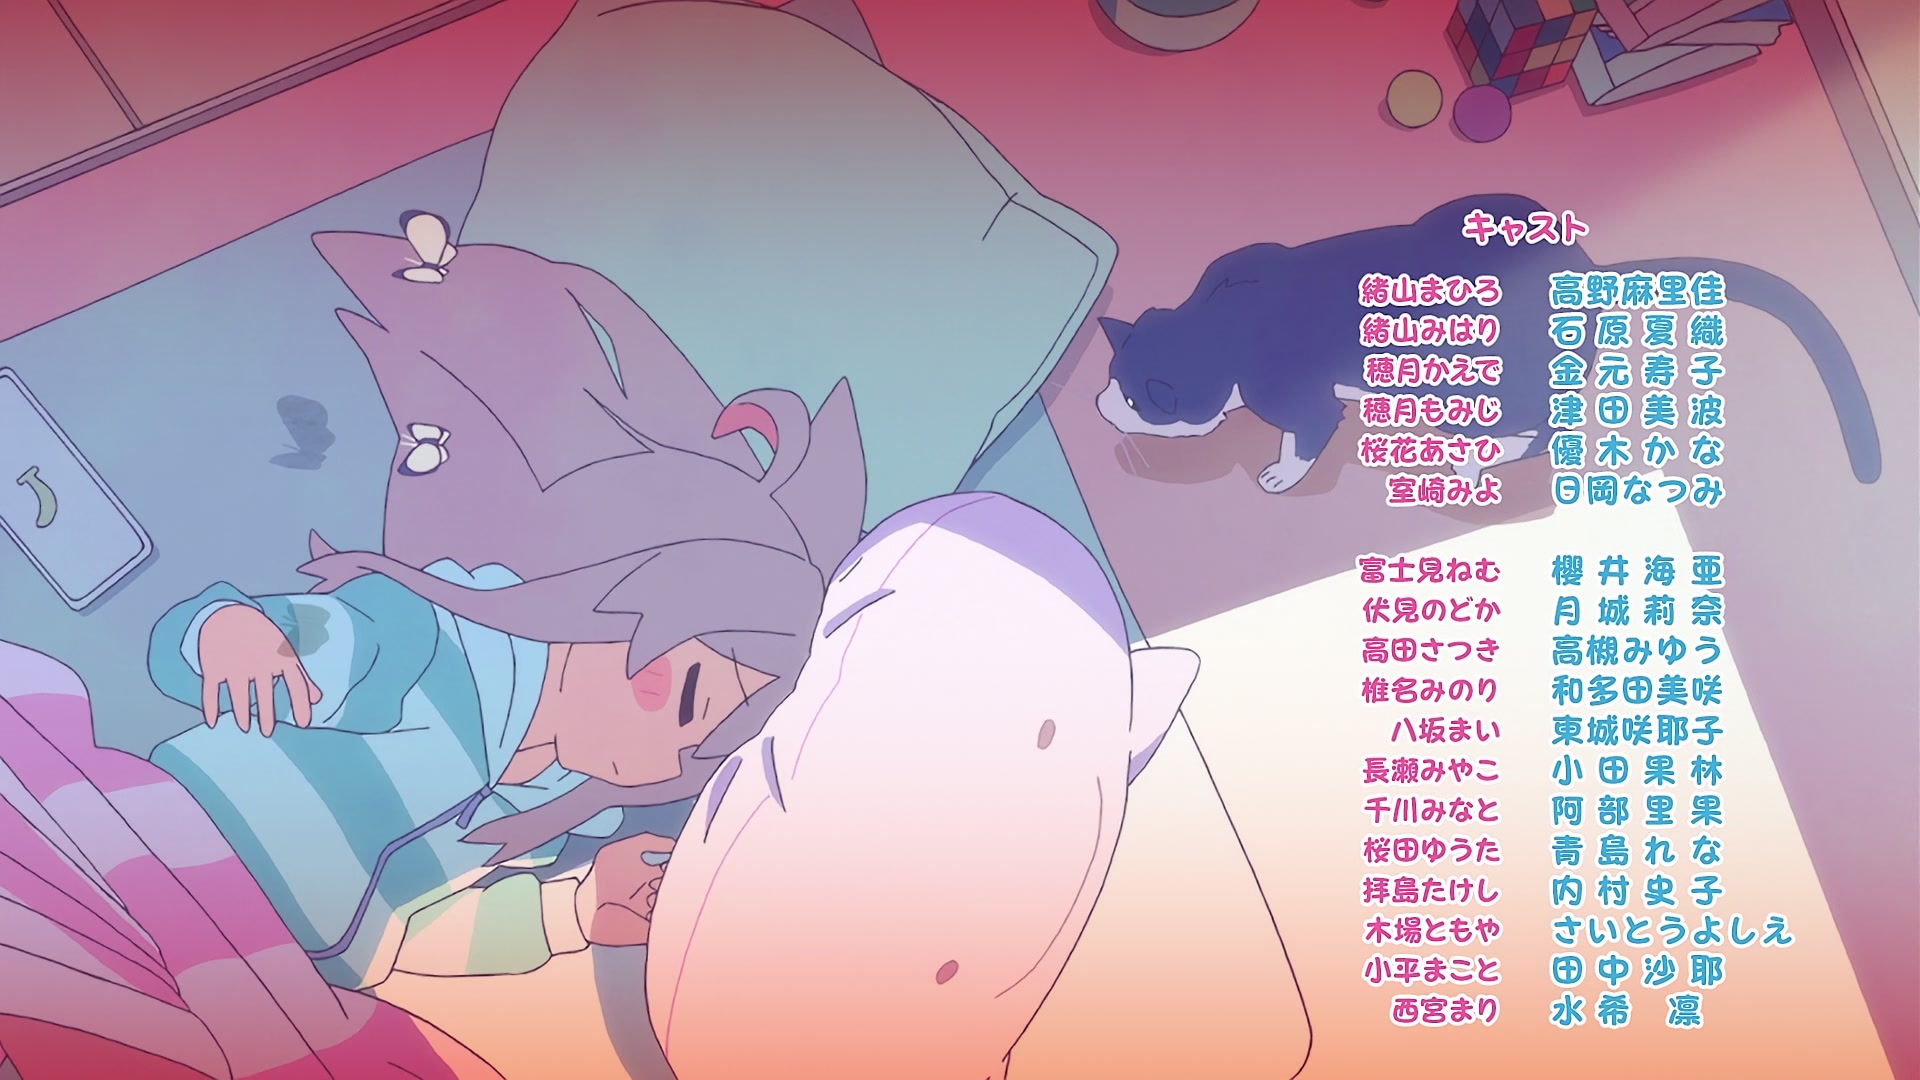 キャスト
緒山まひろ 高野麻里佳
緒山みはり 石原夏織
穂月かえで 金元寿子
穂月もみじ 津田美波
桜花あさひ 優木かな
室崎みよ 日岡なつみ
富士見ねむ 櫻井海亜
伏見のどか 月城莉奈
高田さつき 高槻みゆう
椎名みのり 和多田美咲
八坂まい 東城咲耶子
長瀬みやこ 小田果林
千川みなと 阿部里果
桜田ゆうた 青島れな
拝島たけし 内村史子
木場ともや さいとうよしえ
小平まこと 田中沙耶
西宮まり 水希凛